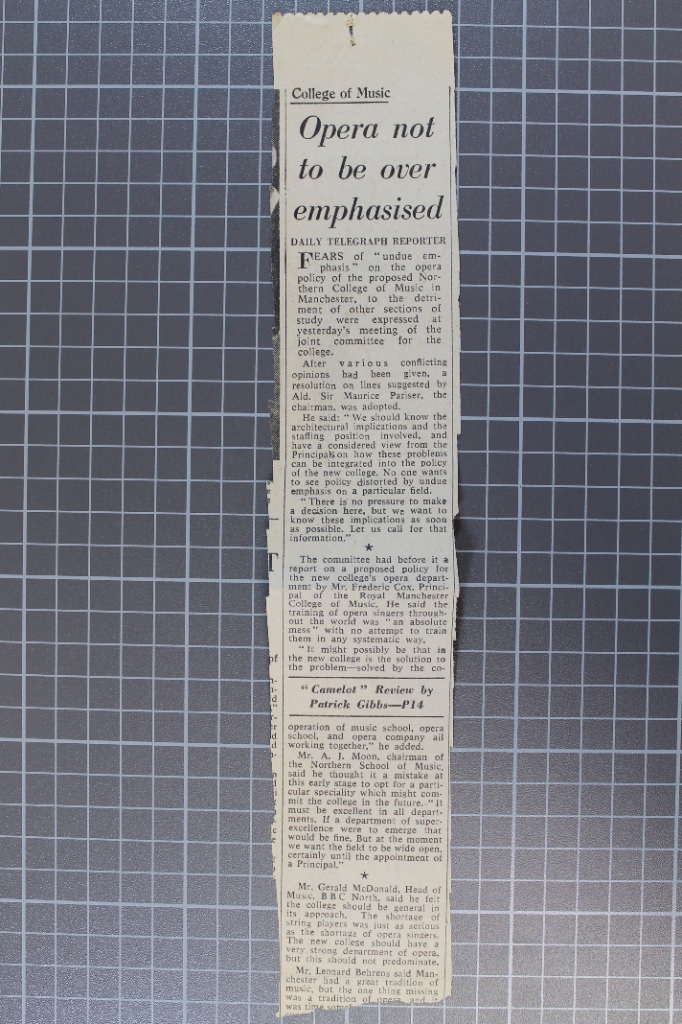 College of Music
Opera not
to be over
emphasised
DAILY TELEGRAPH REPORTER
FEARS of "undue em-
phasis" on the opera
policy of the proposed Nor-
thern College of Music in
Manchester, to the detri-
ment of other sections of
study were expressed at
yesterday's meeting of the
joint committee for the
college.
After various conflicting
opinions had been given, a
resolution on lines suggested by
Ald. Sir Maurice Pariser, the
chairman, was adopted.
He said: "We should know the
architectural implications and the
staffing position involved, and
have a considered view from the
Principals on how these problems
can be integrated into the policy
of the new college. No one wants
to see policy distorted by undue
emphasis on a particular field.
"There is no pressure to make
a decision here, but we want to
know these implications as soon
as possible. Let us call for that
information."
★
The committee had before it a
report on a proposed policy for
the new college's opera depart-
ment by Mr. Frederic Cox, Princi-
pal of the Royal Manchester
College of Music. He said the
training of opera singers through-
out the world was "an absolute
mess" with no attempt to train
them in any systematic way.
"It might possibly be that in
the new college is the solution to
the problem—solved by the co-
"Camelot" Review by
Patrick Gibbs—P14
operation of music school, opera
school, and opera company all
working together," he added.
Mr. A. J. Moon, chairman of
the Northern School of Music,
said he thought it a mistake at
this early stage to opt for a parti-
cular speciality which might com-
mit the college in the future. "It
must be excellent in all depart-
ments. If a department of super-
excellence were to emerge that
would be fine. But at the moment
we want the field to be wide open,
certainly until the appointment of
a Principal."
★
Mr. Gerald McDonald, Head of
Music, BBC North, said he felt
the college should be general in
its approach. The shortage of
string players was just as serious
as the shortage of opera singers.
The new college should have a
very strong department of opera,
but this should not predominate.
Mr. Leonard Behrens said Man-
chester had a great tradition of
music, but the one thing missing
was a tradition of opera, and it
was time
T
of